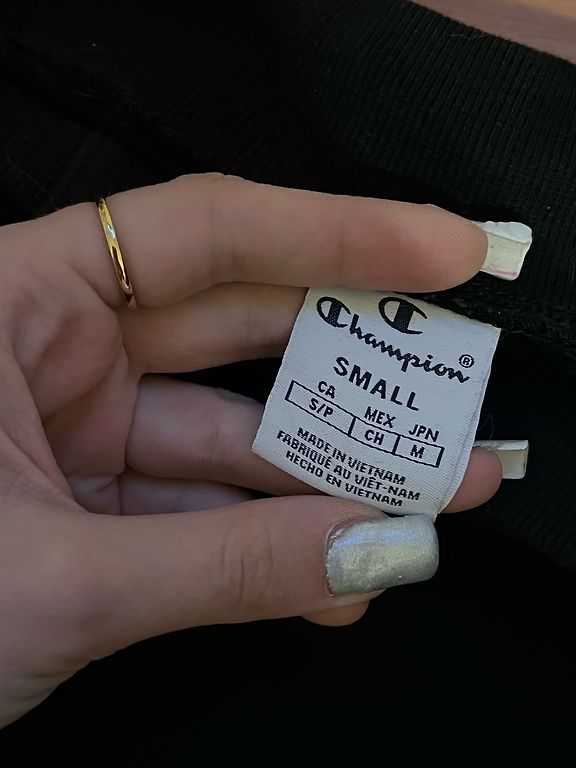 Champion®
SMALL
CA MEX JPN
S/P CH M
MADE IN VIETNAM
FABRIQUÉ AU VIÊT-NAM
HECHO EN VIETNAM